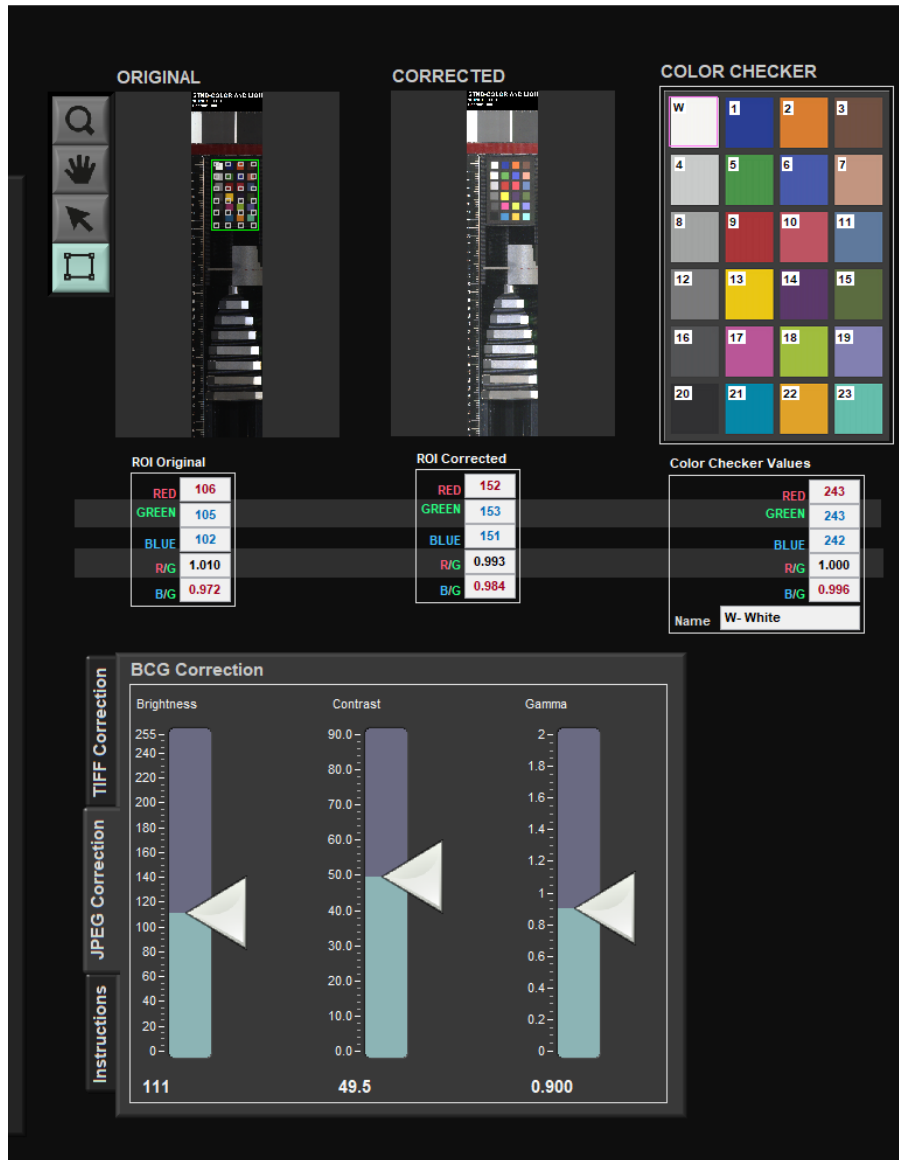 ORIGINAL
CORRECTED
COLOR CHECKER
W 1 2 3
4 5 6 7
8 9 10 11
12 13 14 15
16 17 18 19
20 21 22 23
ROI Original
RED 106
GREEN 105
BLUE 102
R/G 1.010
B/G 0.972
ROI Corrected
RED 152
GREEN 153
BLUE 151
R/G 0.993
B/G 0.984
Color Checker Values
RED 243
GREEN 243
BLUE 242
R/G 1.000
B/G 0.996
Name W- White
TIFF Correction
JPEG Correction
Instructions
BCG Correction
Brightness
255
240
220
200
180
160
140
120
100
80
60
40
20
0
111
Contrast
90.0
80.0
70.0
60.0
50.0
40.0
30.0
20.0
10.0
0.0
49.5
Gamma
2
1.8
1.6
1.4
1.2
1
0.8
0.6
0.4
0.2
0
0.900